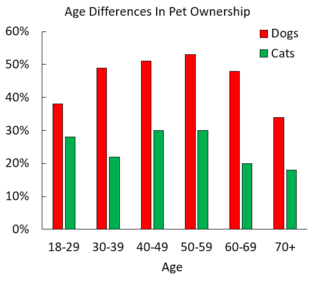 Age Differences In Pet Ownership
60%
50%
40%
30%
20%
10%
0%
Dogs
Cats
18-29 30-39 40-49 50-59 60-69 70+
Age